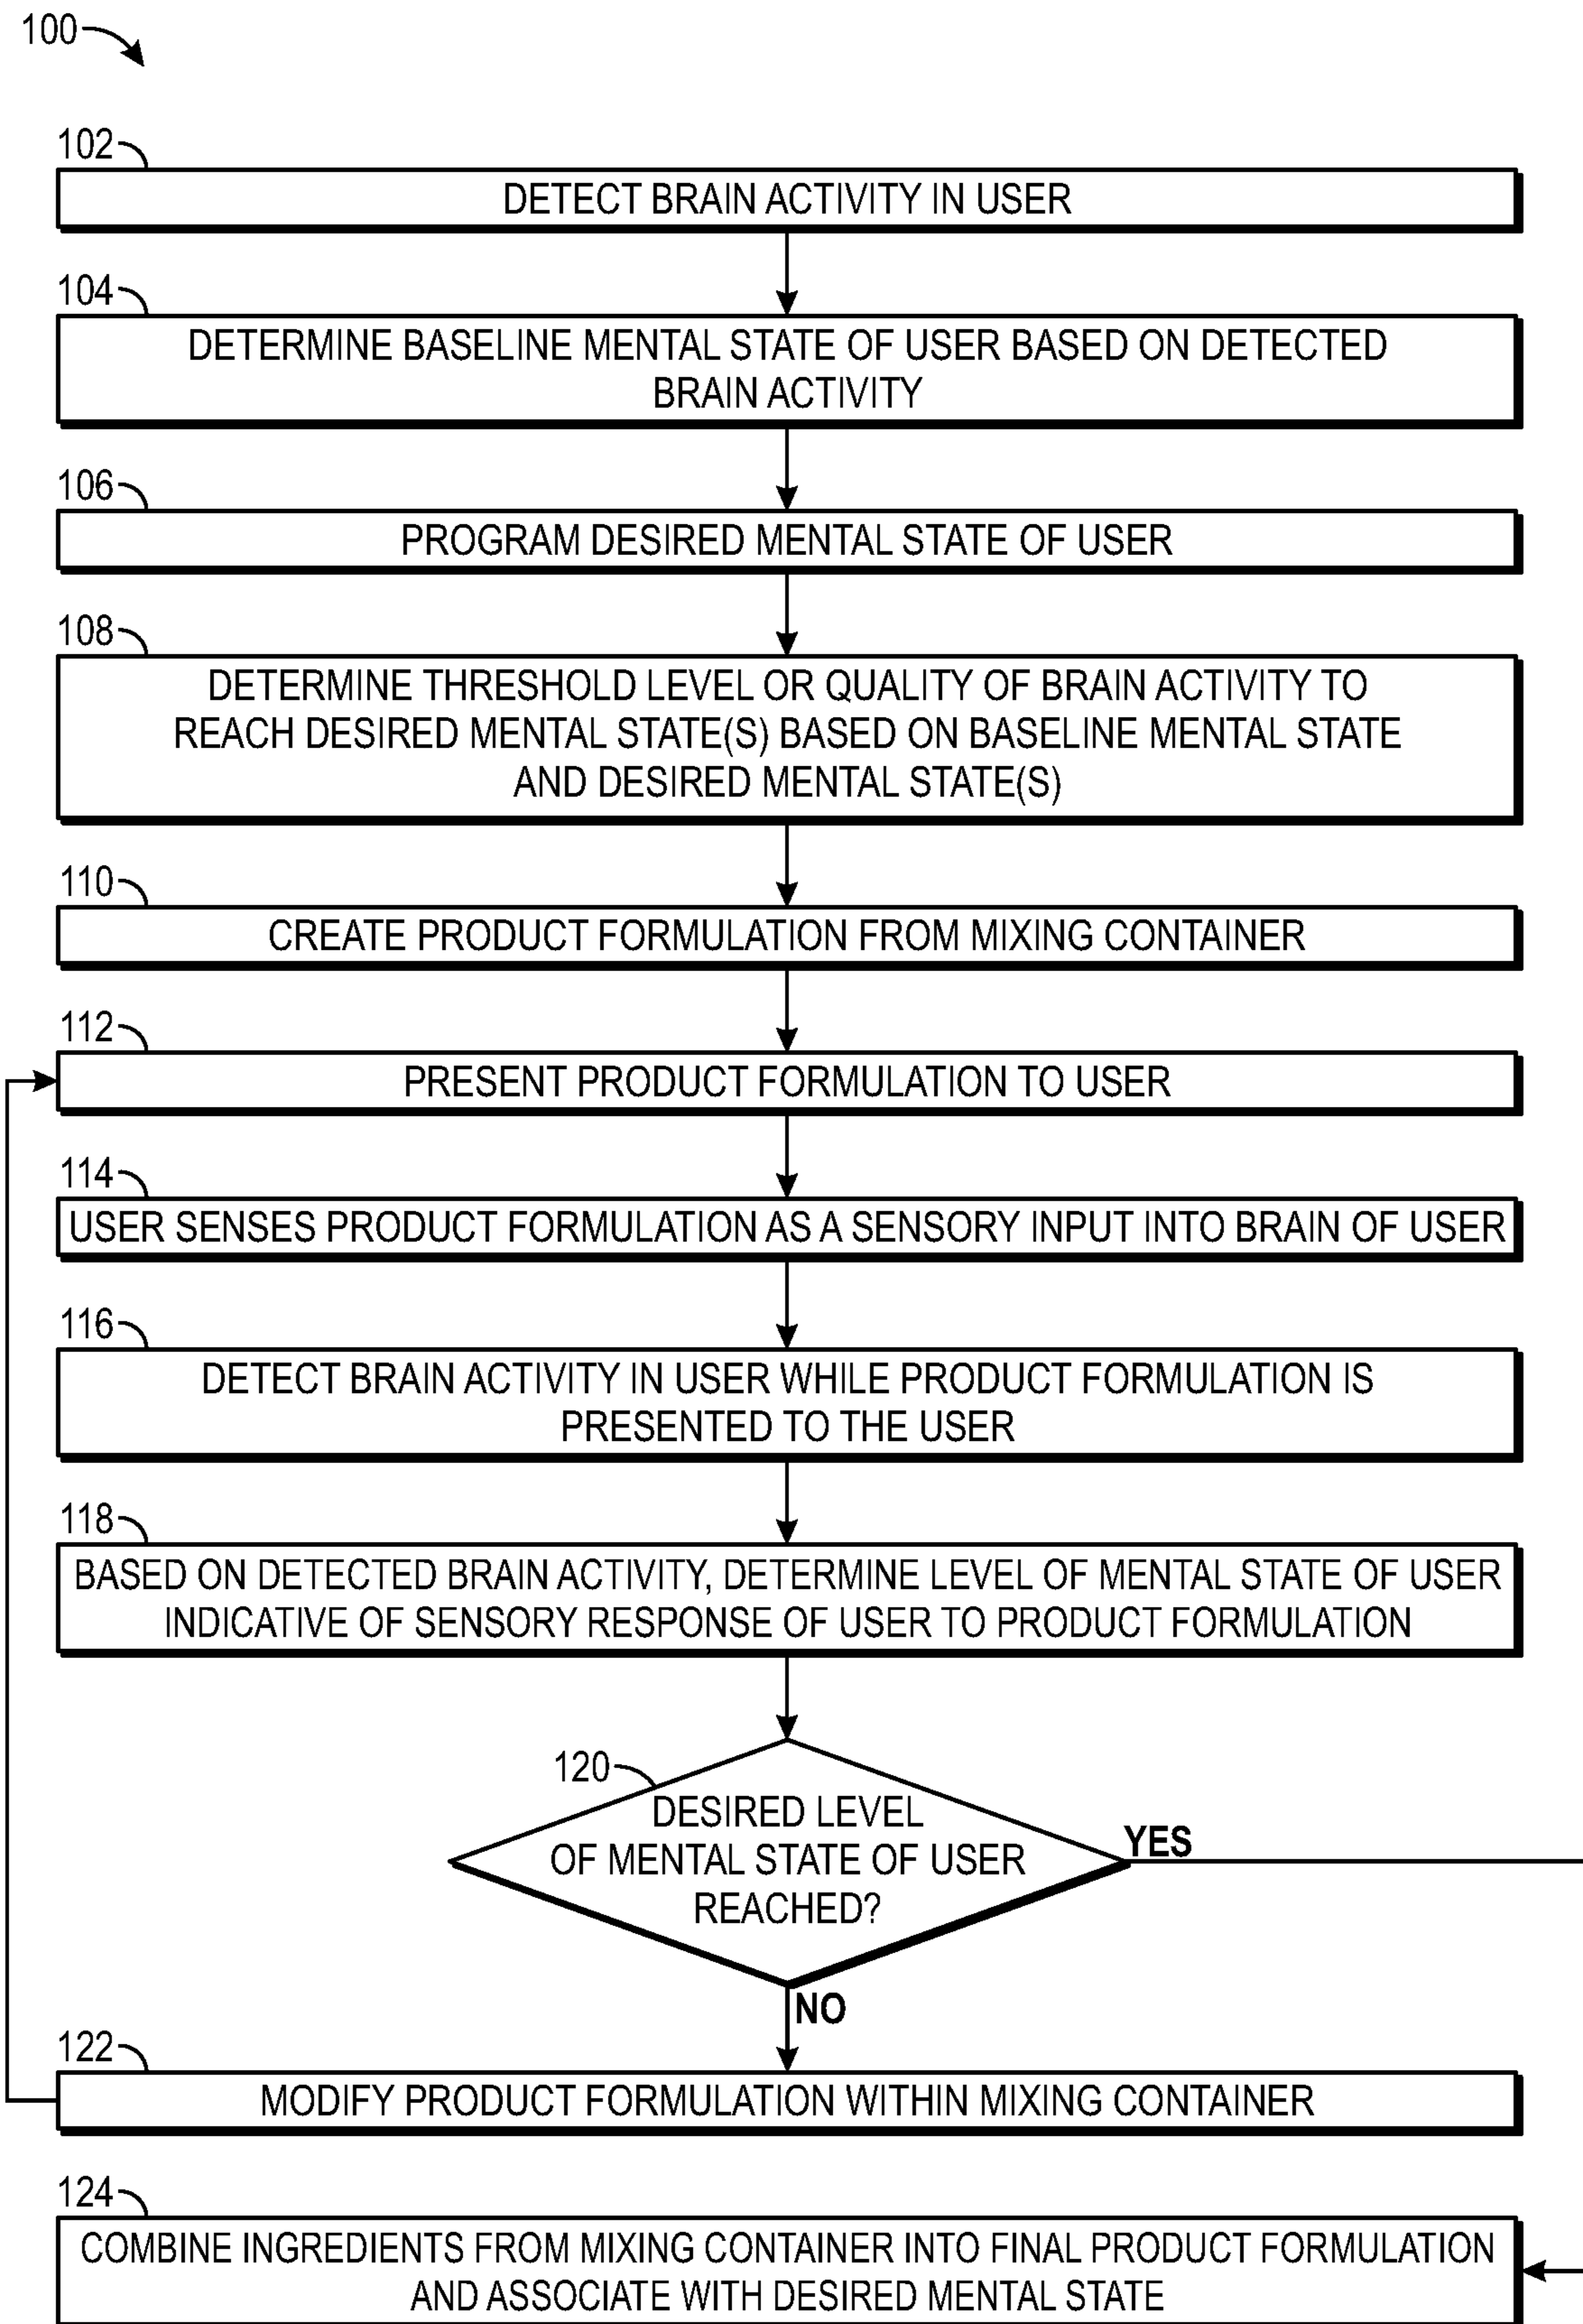 100
102
DETECT BRAIN ACTIVITY IN USER
104
DETERMINE BASELINE MENTAL STATE OF USER BASED ON DETECTED
BRAIN ACTIVITY
106
PROGRAM DESIRED MENTAL STATE OF USER
108
DETERMINE THRESHOLD LEVEL OR QUALITY OF BRAIN ACTIVITY TO
REACH DESIRED MENTAL STATE(S) BASED ON BASELINE MENTAL STATE
AND DESIRED MENTAL STATE(S)
110
CREATE PRODUCT FORMULATION FROM MIXING CONTAINER
112
PRESENT PRODUCT FORMULATION TO USER
114
USER SENSES PRODUCT FORMULATION AS A SENSORY INPUT INTO BRAIN OF USER
116
DETECT BRAIN ACTIVITY IN USER WHILE PRODUCT FORMULATION IS
PRESENTED TO THE USER
118
BASED ON DETECTED BRAIN ACTIVITY, DETERMINE LEVEL OF MENTAL STATE OF USER
INDICATIVE OF SENSORY RESPONSE OF USER TO PRODUCT FORMULATION
120
DESIRED LEVEL
OF MENTAL STATE OF USER
REACHED?
YES
NO
122
MODIFY PRODUCT FORMULATION WITHIN MIXING CONTAINER
124
COMBINE INGREDIENTS FROM MIXING CONTAINER INTO FINAL PRODUCT FORMULATION
AND ASSOCIATE WITH DESIRED MENTAL STATE